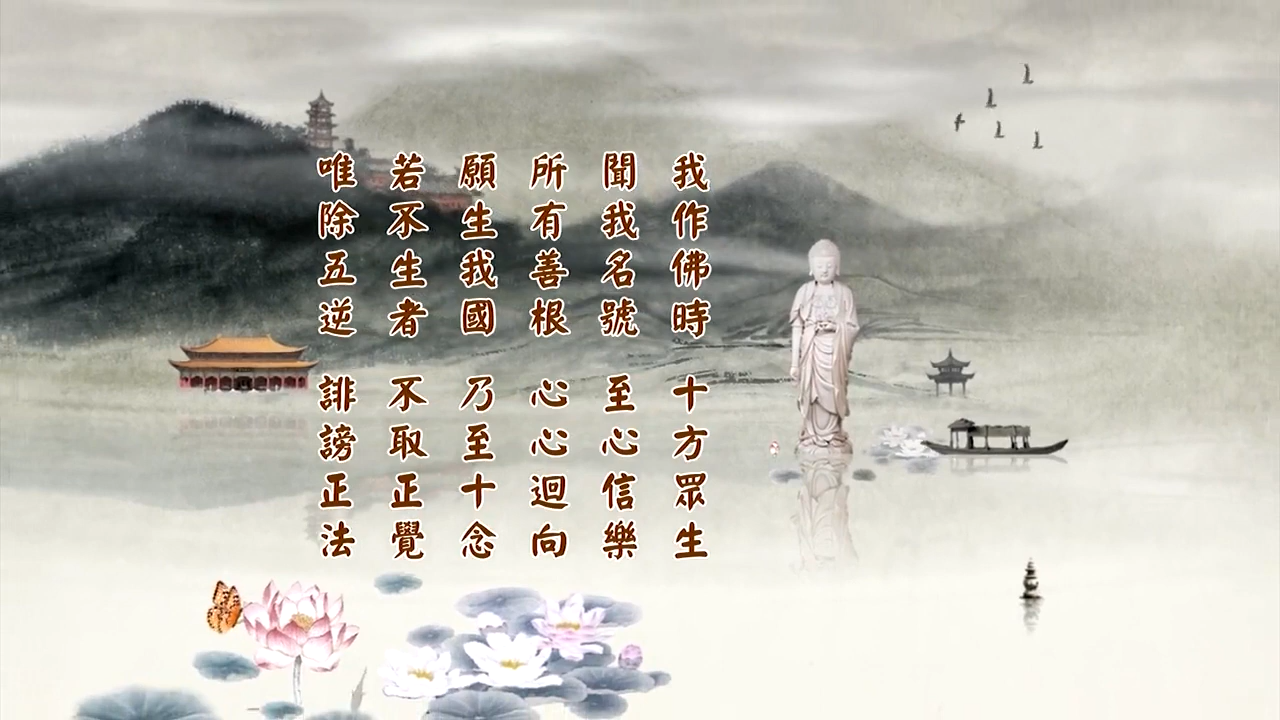 我作佛時 十方眾生
聞我名號 至心信樂
所有善根 心心迴向
願生我國 乃至十念
若不生者 不取正覺
唯除五逆 誹謗正法